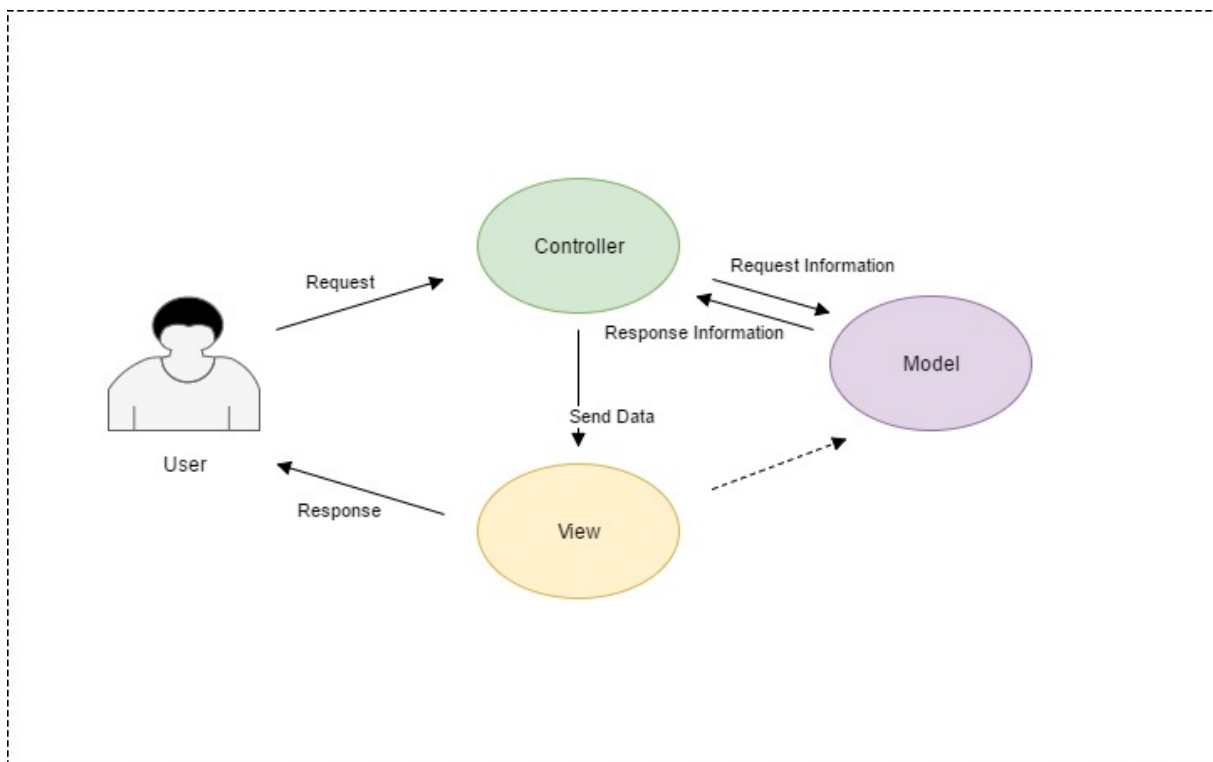 Controller
Request Information
Request
Response Information
Model
Send Data
User
Response
View